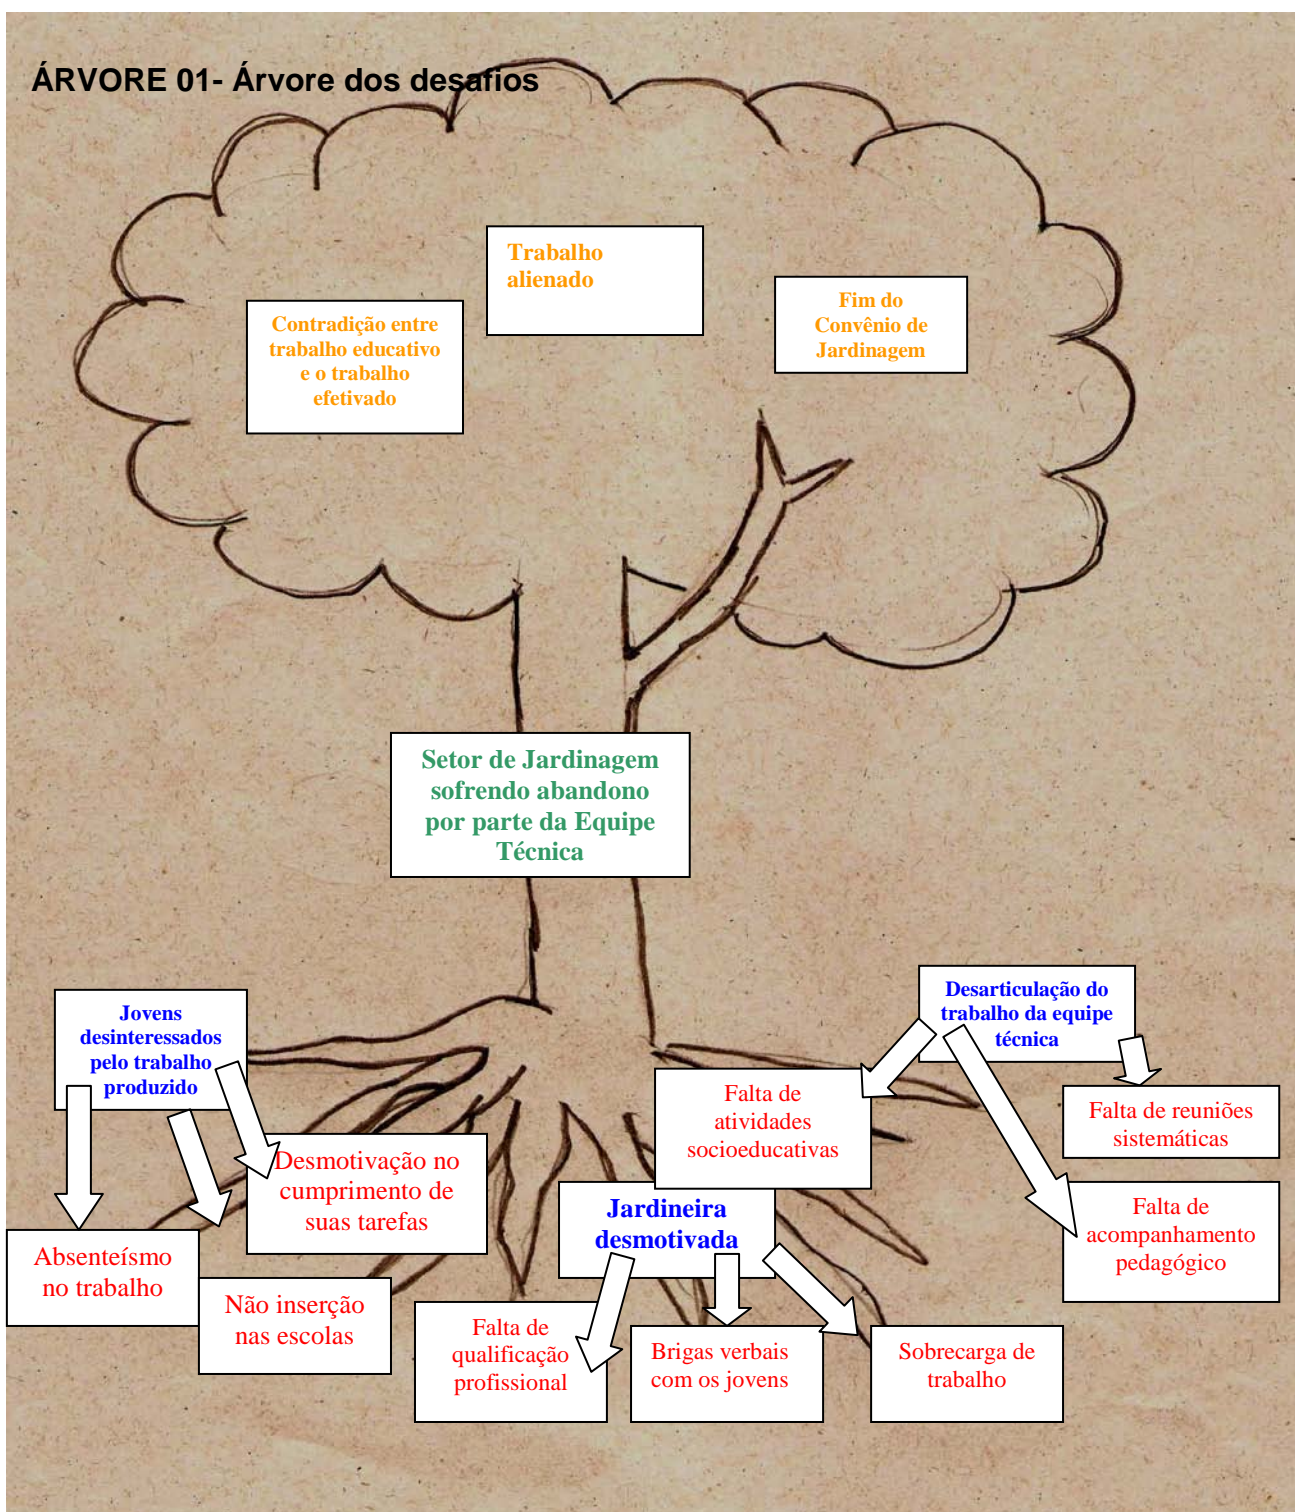 ÁRVORE 01- Árvore dos desafios
Trabalho
alienado
Fim do
Convênio de
Jardinagem
Contradição entre
trabalho educativo
e o trabalho
efetivado
Setor de Jardinagem
sofrendo abandono
por parte da Equipe
Técnica
Jovens
desinteressados
pelo trabalho
produzido
Desarticulação do
trabalho da equipe
técnica
Falta de
atividades
socioeducativas
Falta de reuniões
sistemáticas
Desmotivação no
cumprimento de
suas tarefas
Jardineira
desmotivada
Falta de
acompanhamento
pedagógico
Absenteísmo
no trabalho
Não inserção
nas escolas
Falta de
qualificação
profissional
Brigas verbais
com os jovens
Sobrecarga de
trabalho